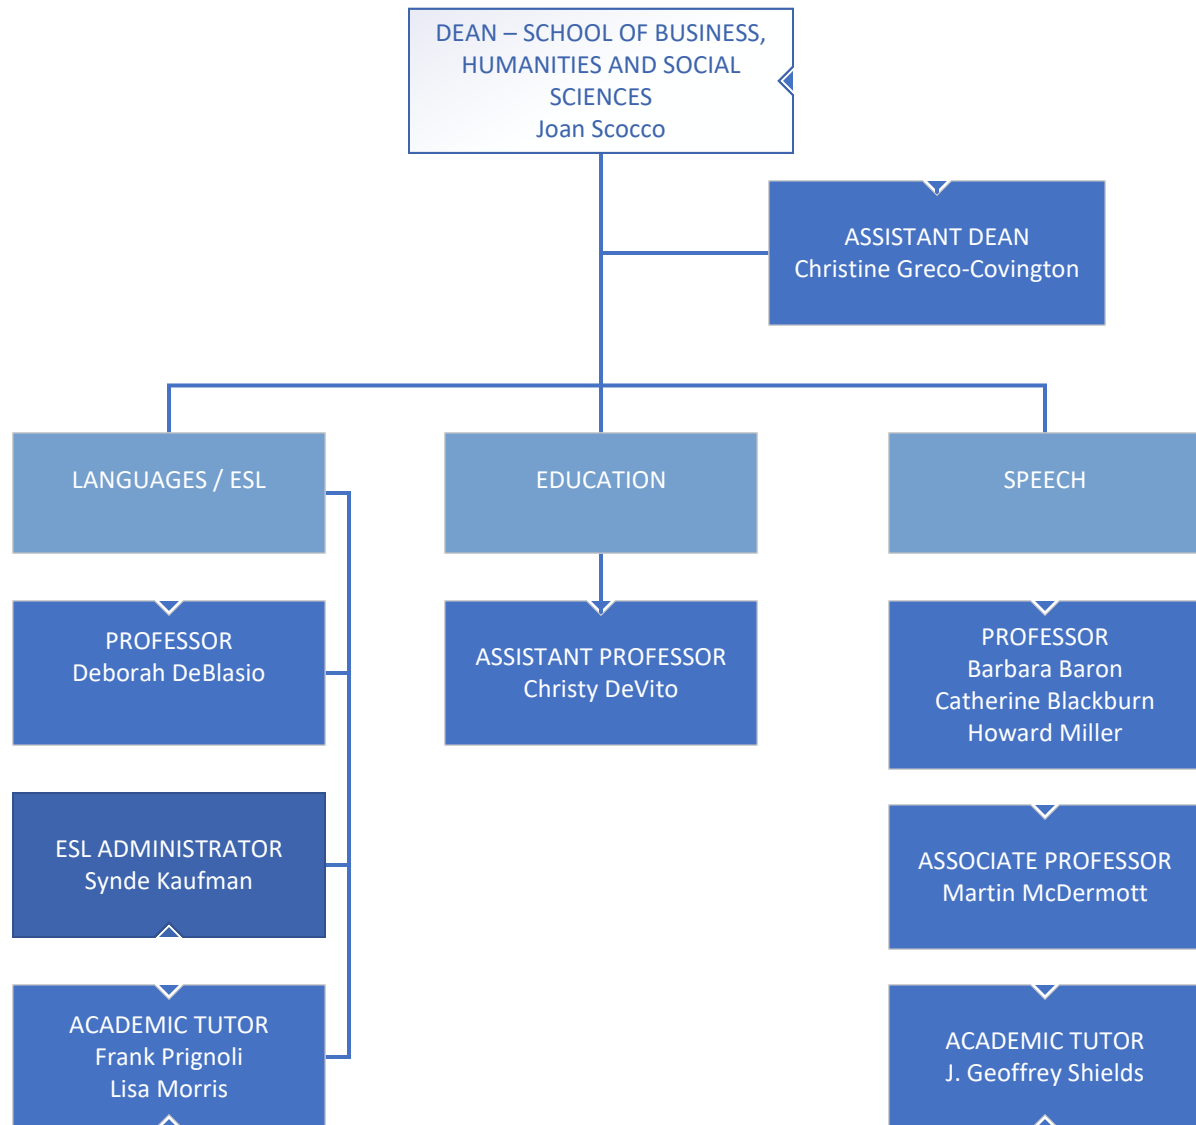 DEAN – SCHOOL OF BUSINESS,
HUMANITIES AND SOCIAL
SCIENCES
Joan Scocco
ASSISTANT DEAN
Christine Greco-Covington
LANGUAGES / ESL
EDUCATION
SPEECH
PROFESSOR
Deborah DeBlasio
ASSISTANT PROFESSOR
Christy DeVito
PROFESSOR
Barbara Baron
Catherine Blackburn
Howard Miller
ESL ADMINISTRATOR
Synde Kaufman
ASSOCIATE PROFESSOR
Martin McDermott
ACADEMIC TUTOR
Frank Prignoli
Lisa Morris
ACADEMIC TUTOR
J. Geoffrey Shields